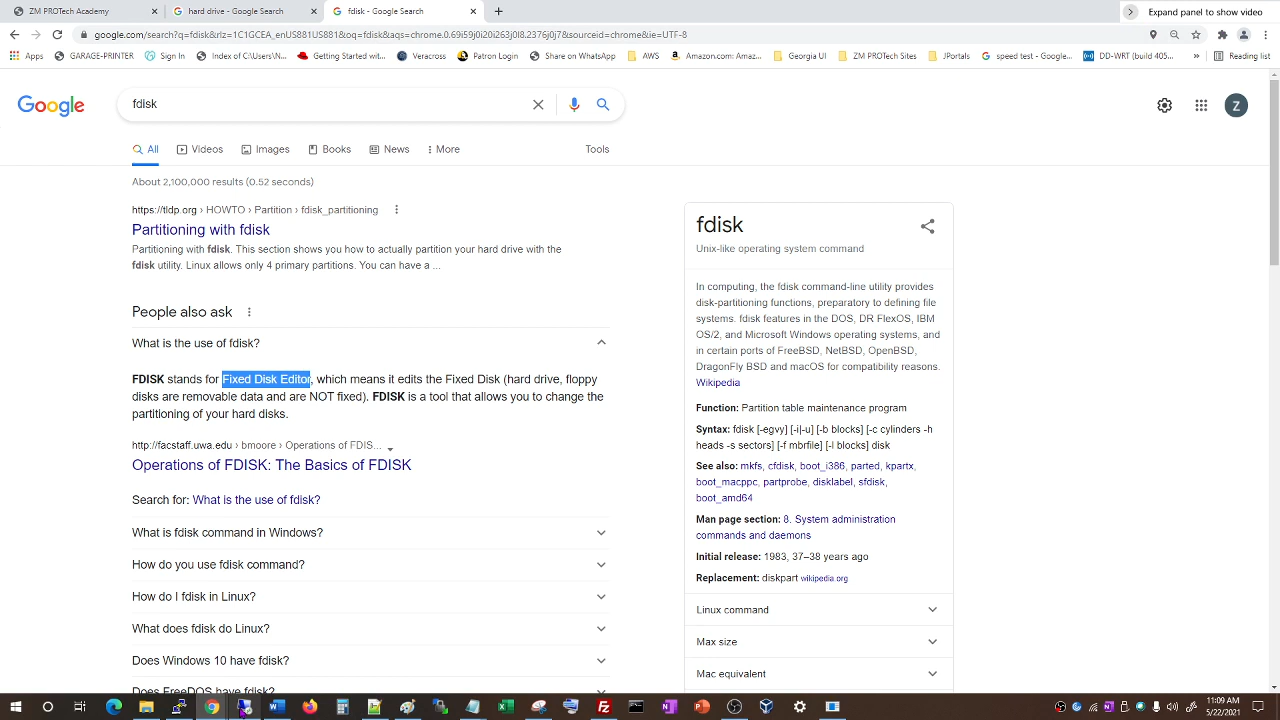 ZM PROTech Academy
hard drive - Google Search
fdisk - Google Search
Expand panel to show video
google.com/search?q=fdisk&rlz=1C1GCEA_enUS881US881&oq=fdisk&aqs=chrome.0.69i59j0i20i263j0l8.2376j0j7&sourceid=chrome&ie=UTF-8
Apps
GARAGE-PRINTER
Sign In
Index of C:\Users\N...
Getting Started wit...
Veracross
Patron Login
Share on WhatsApp
AWS
Amazon.com: Amaz...
Georgia UI
ZM PROTech Sites
JPortals
speed test - Google...
DD-WRT (build 405...
»
Reading list
Google
fdisk
Z
All
Videos
Images
Books
News
More
Tools
About 2,100,000 results (0.52 seconds)
https://tldp.org › HOWTO › Partition › fdisk_partitioning
Partitioning with fdisk
Partitioning with fdisk. This section shows you how to actually partition your hard drive with the
fdisk utility. Linux allows only 4 primary partitions. You can have a ...
People also ask
What is the use of fdisk?
FDISK stands for Fixed Disk Editor, which means it edits the Fixed Disk (hard drive, floppy
disks are removable data and are NOT fixed). FDISK is a tool that allows you to change the
partitioning of your hard disks.
http://facstaff.uwa.edu › bmoore › Operations of FDIS...
Operations of FDISK: The Basics of FDISK
Search for: What is the use of fdisk?
What is fdisk command in Windows?
How do you use fdisk command?
How do I fdisk in Linux?
What does fdisk do Linux?
Does Windows 10 have fdisk?
Does FreeDOS have fdisk?
fdisk
Unix-like operating system command
In computing, the fdisk command-line utility provides
disk-partitioning functions, preparatory to defining file
systems. fdisk features in the DOS, DR FlexOS, IBM
OS/2, and Microsoft Windows operating systems, and
in certain ports of FreeBSD, NetBSD, OpenBSD,
DragonFly BSD and macOS for compatibility reasons.
Wikipedia
Function: Partition table maintenance program
Syntax: fdisk [-egvy] [-i|-u] [-b blocks] [-c cylinders -h
heads -s sectors] [-f mbrfile] [-l blocks] disk
See also: mkfs, cfdisk, boot_i386, parted, kpartx,
boot_macppc, partprobe, disklabel, sfdisk,
boot_amd64
Man page section: 8. System administration
commands and daemons
Initial release: 1983, 37–38 years ago
Replacement: diskpart wikipedia.org
Linux command
Max size
Mac equivalent
11:09 AM
5/22/2021